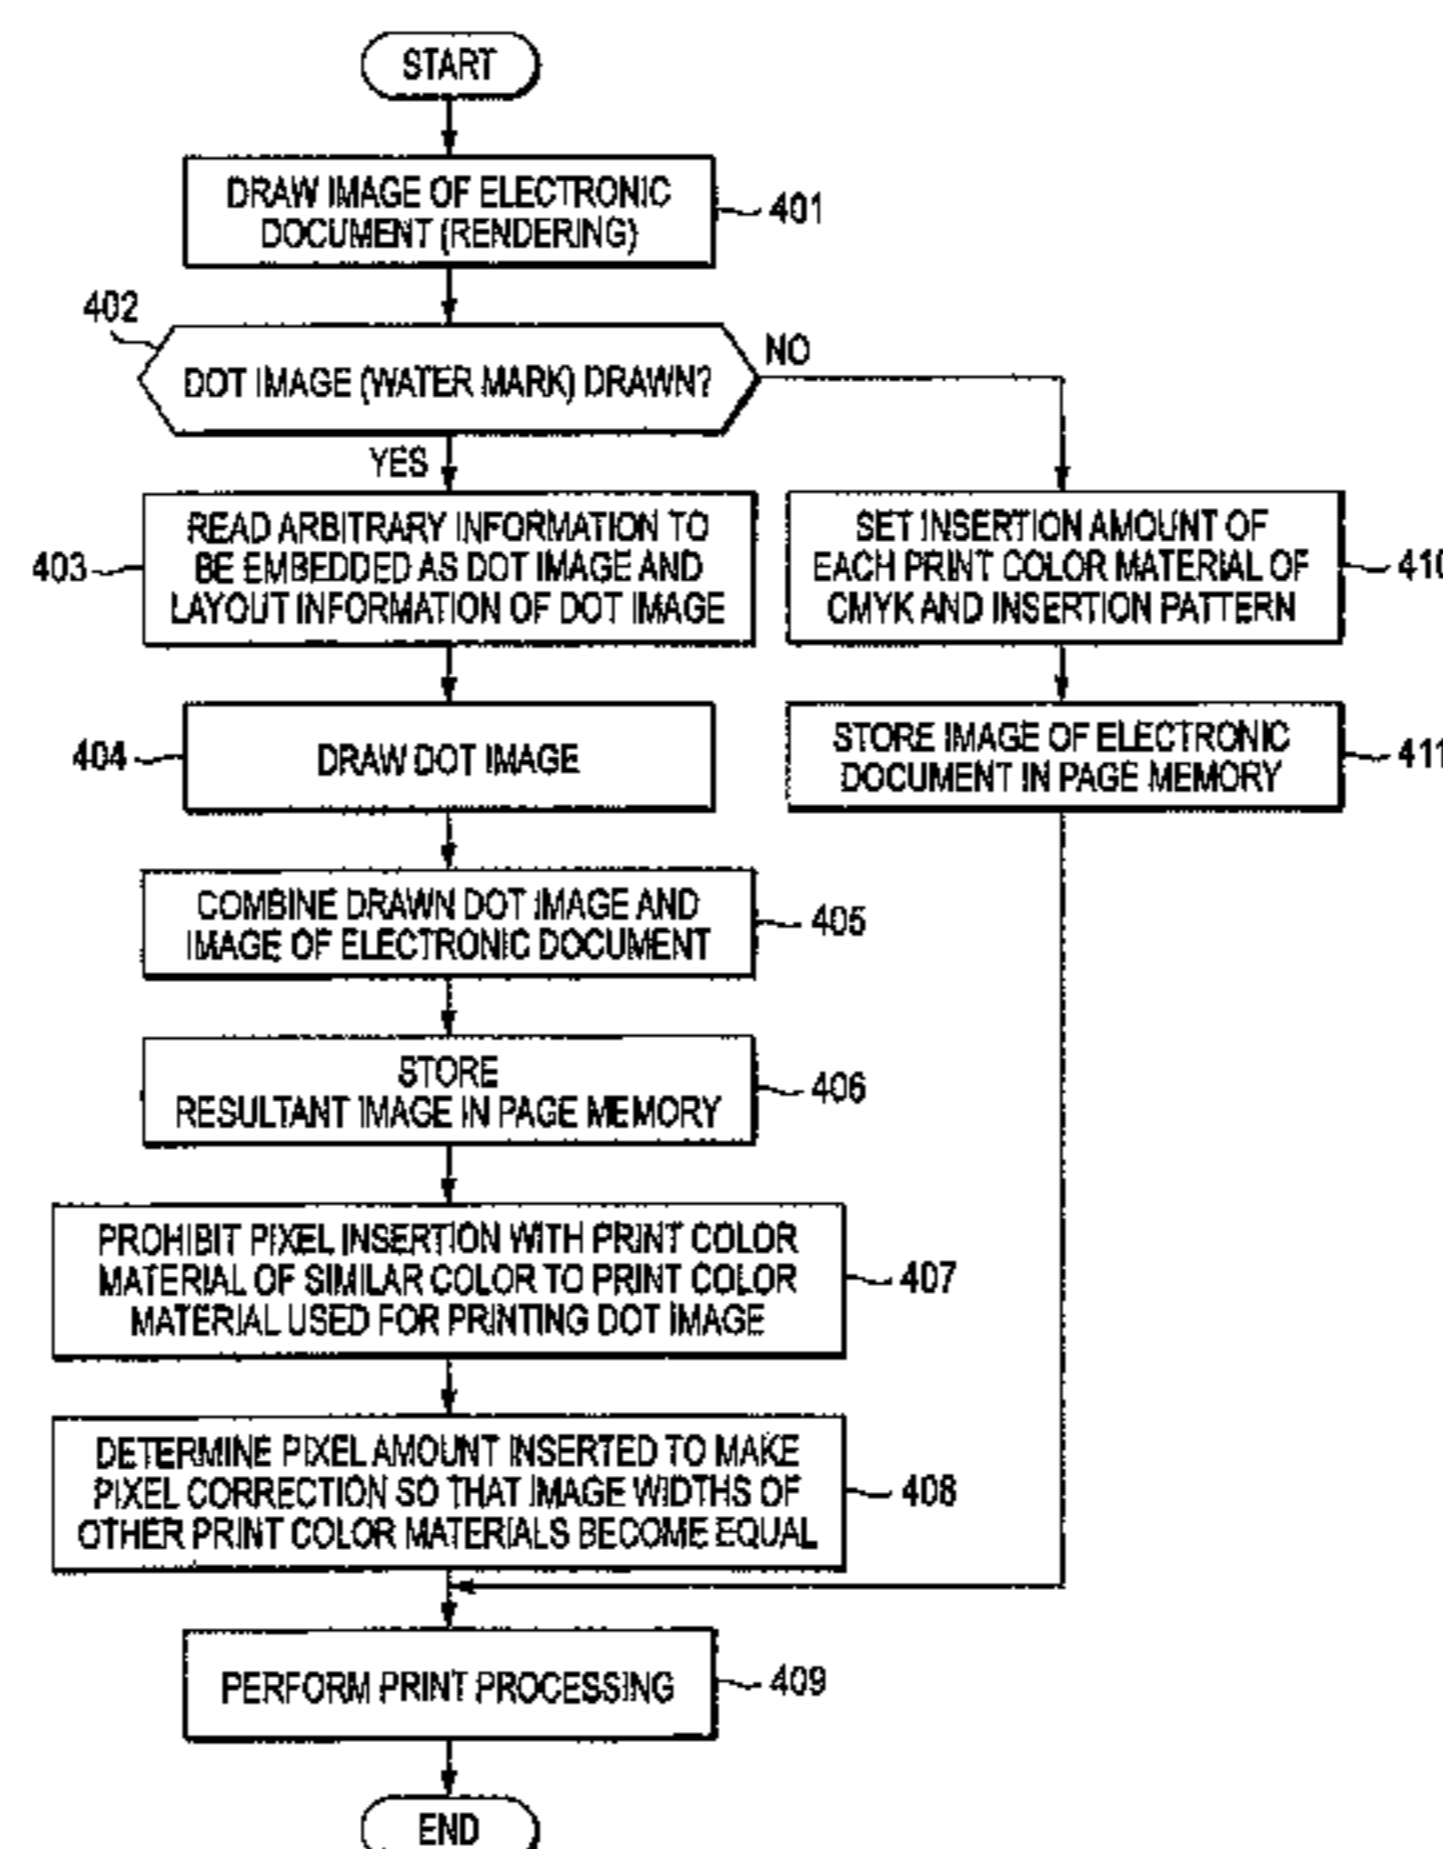 START
DRAW IMAGE OF ELECTRONIC
DOCUMENT (RENDERING)
401
402
DOT IMAGE (WATER MARK) DRAWN?
NO
YES
READ ARBITRARY INFORMATION TO
BE EMBEDDED AS DOT IMAGE AND
LAYOUT INFORMATION OF DOT IMAGE
403
SET INSERTION AMOUNT OF
EACH PRINT COLOR MATERIAL OF
CMYK AND INSERTION PATTERN
410
404
DRAW DOT IMAGE
STORE IMAGE OF ELECTRONIC
DOCUMENT IN PAGE MEMORY
411
COMBINE DRAWN DOT IMAGE AND
IMAGE OF ELECTRONIC DOCUMENT
405
STORE
RESULTANT IMAGE IN PAGE MEMORY
406
PROHIBIT PIXEL INSERTION WITH PRINT COLOR
MATERIAL OF SIMILAR COLOR TO PRINT COLOR
MATERIAL USED FOR PRINTING DOT IMAGE
407
DETERMINE PIXEL AMOUNT INSERTED TO MAKE
PIXEL CORRECTION SO THAT IMAGE WIDTHS OF
OTHER PRINT COLOR MATERIALS BECOME EQUAL
408
PERFORM PRINT PROCESSING
409
END